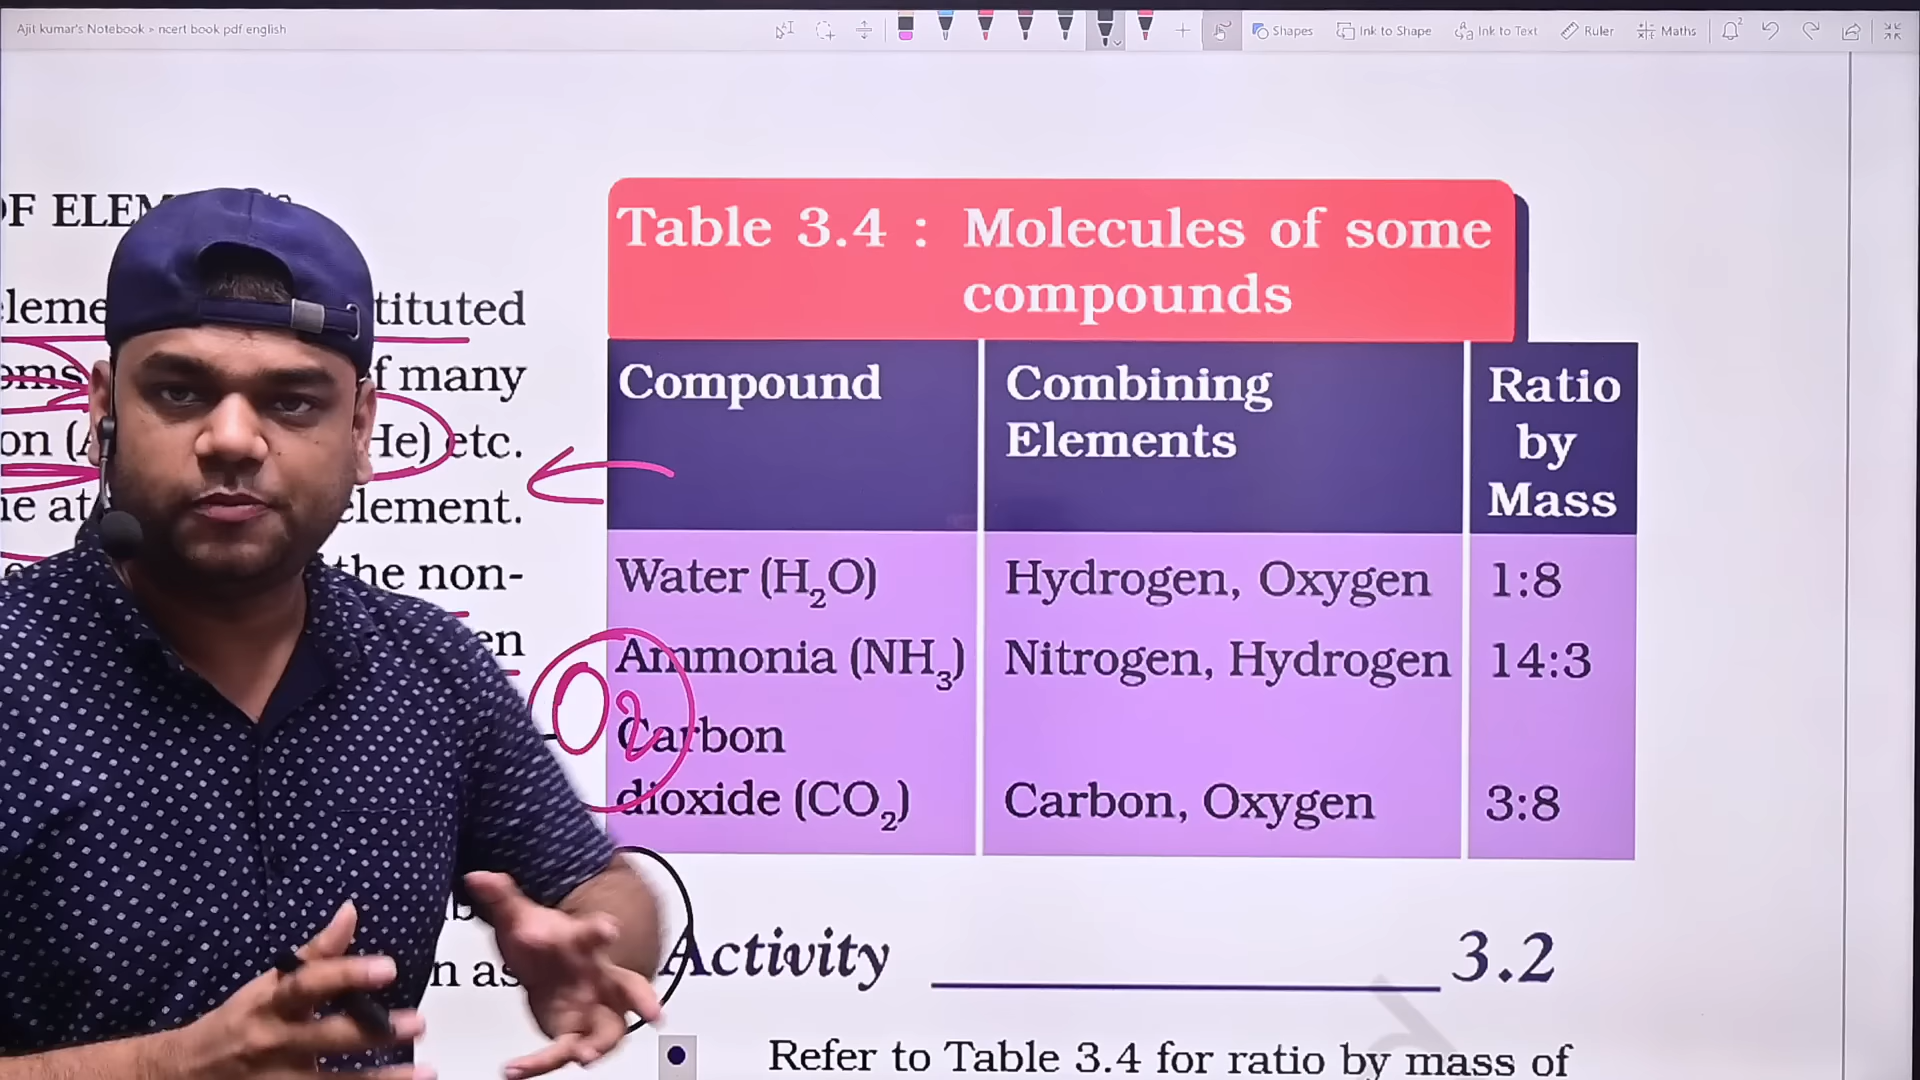 Ajit kumar's Notebook > ncert book pdf english
Shapes
Ink to Shape
Ink to Text
Ruler
Maths
OF
tituted
f many
He) etc.
element.
the non-
en
n as
Table 3.4 : Molecules of some
compounds
Compound Combining Elements Ratio by Mass
Water (H₂O) Hydrogen, Oxygen 1:8
Ammonia (NH₃) Nitrogen, Hydrogen 14:3
Carbon
dioxide (CO₂) Carbon, Oxygen 3:8
O2
Activity 3.2
Refer to Table 3.4 for ratio by mass of